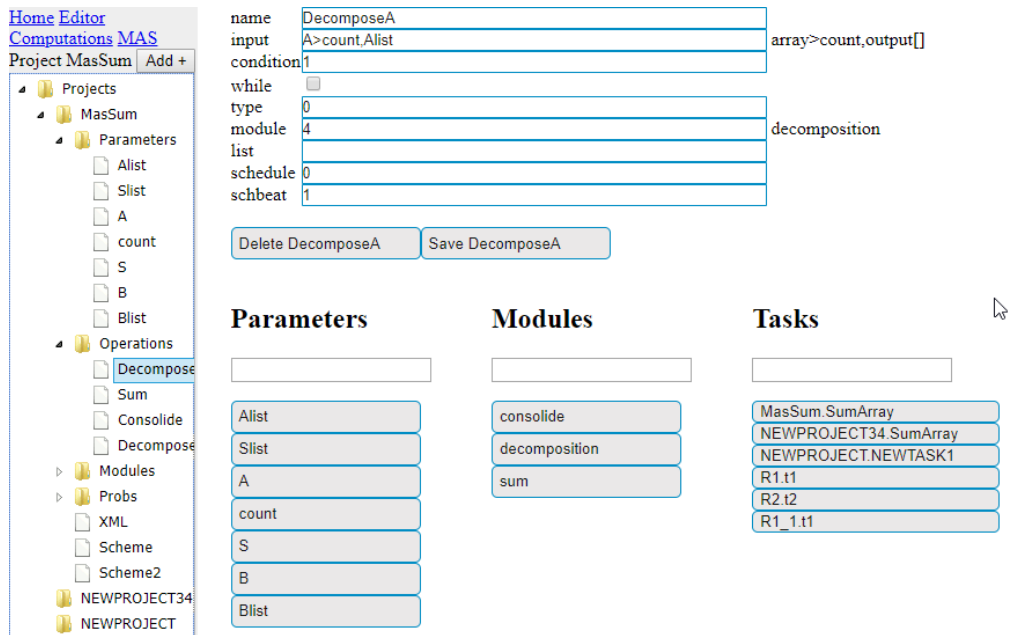 Home Editor
Computations MAS
Project MasSum Add +
Projects
MasSum
Parameters
Alist
Slist
A
count
S
B
Blist
Operations
Decompose
Sum
Consolide
Decompose
Modules
Probs
XML
Scheme
Scheme2
NEWPROJECT34
NEWPROJECT
name DecomposeA
input A>count,Alist array>count,output[]
condition 1
while
type 0
module 4 decomposition
list
schedule 0
schbeat 1
Delete DecomposeA Save DecomposeA
Parameters
Alist
Slist
A
count
S
B
Blist
Modules
consolide
decomposition
sum
Tasks
MasSum.SumArray
NEWPROJECT34.SumArray
NEWPROJECT.NEWTASK1
R1.t1
R2.t2
R1_1.t1